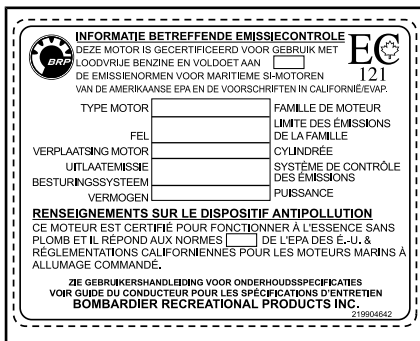 INFORMATIE BETREFFENDE EMISSIECONTROLE
DEZE MOTOR IS GECERTIFICEERD VOOR GEBRUIK MET
LOODVRIJE BENZINE EN VOLDOET AAN
DE EMISSIENORMEN VOOR MARITIEME SI-MOTOREN
VAN DE AMERIKAANSE EPA EN DE VOORSCHRIFTEN IN CALIFORNIË/EVAP.
BRP
EC
121
TYPE MOTOR FAMILLE DE MOTEUR
LIMITE DES ÉMISSIONS
FEL DE LA FAMILLE
VERPLAATSING MOTOR CYLINDRÉE
UITLAATEMISSIE SYSTÈME DE CONTRÔLE
BESTURINGSSYSTEEM DES ÉMISSIONS
VERMOGEN PUISSANCE
RENSEIGNEMENTS SUR LE DISPOSITIF ANTIPOLLUTION
CE MOTEUR EST CERTIFIÉ POUR FONCTIONNER À L'ESSENCE SANS
PLOMB ET IL RÉPOND AUX NORMES DE L'EPA DES É.-U. &
RÉGLEMENTATIONS CALIFORNIENNES POUR LES MOTEURS MARINS À
ALLUMAGE COMMANDÉ.
ZIE GEBRUIKERSHANDLEIDING VOOR ONDERHOUDSSPECIFICATIES
VOIR GUIDE DU CONDUCTEUR POUR LES SPÉCIFICATIONS D'ENTRETIEN
BOMBARDIER RECREATIONAL PRODUCTS INC.
219904642